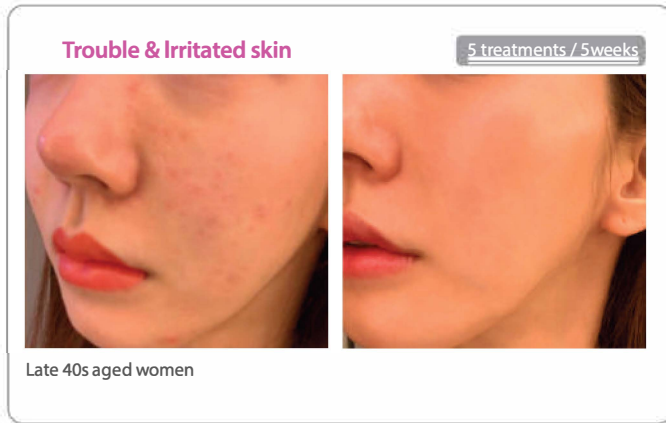 Trouble & Irritated skin
5 treatments / 5weeks
Late 40s aged women